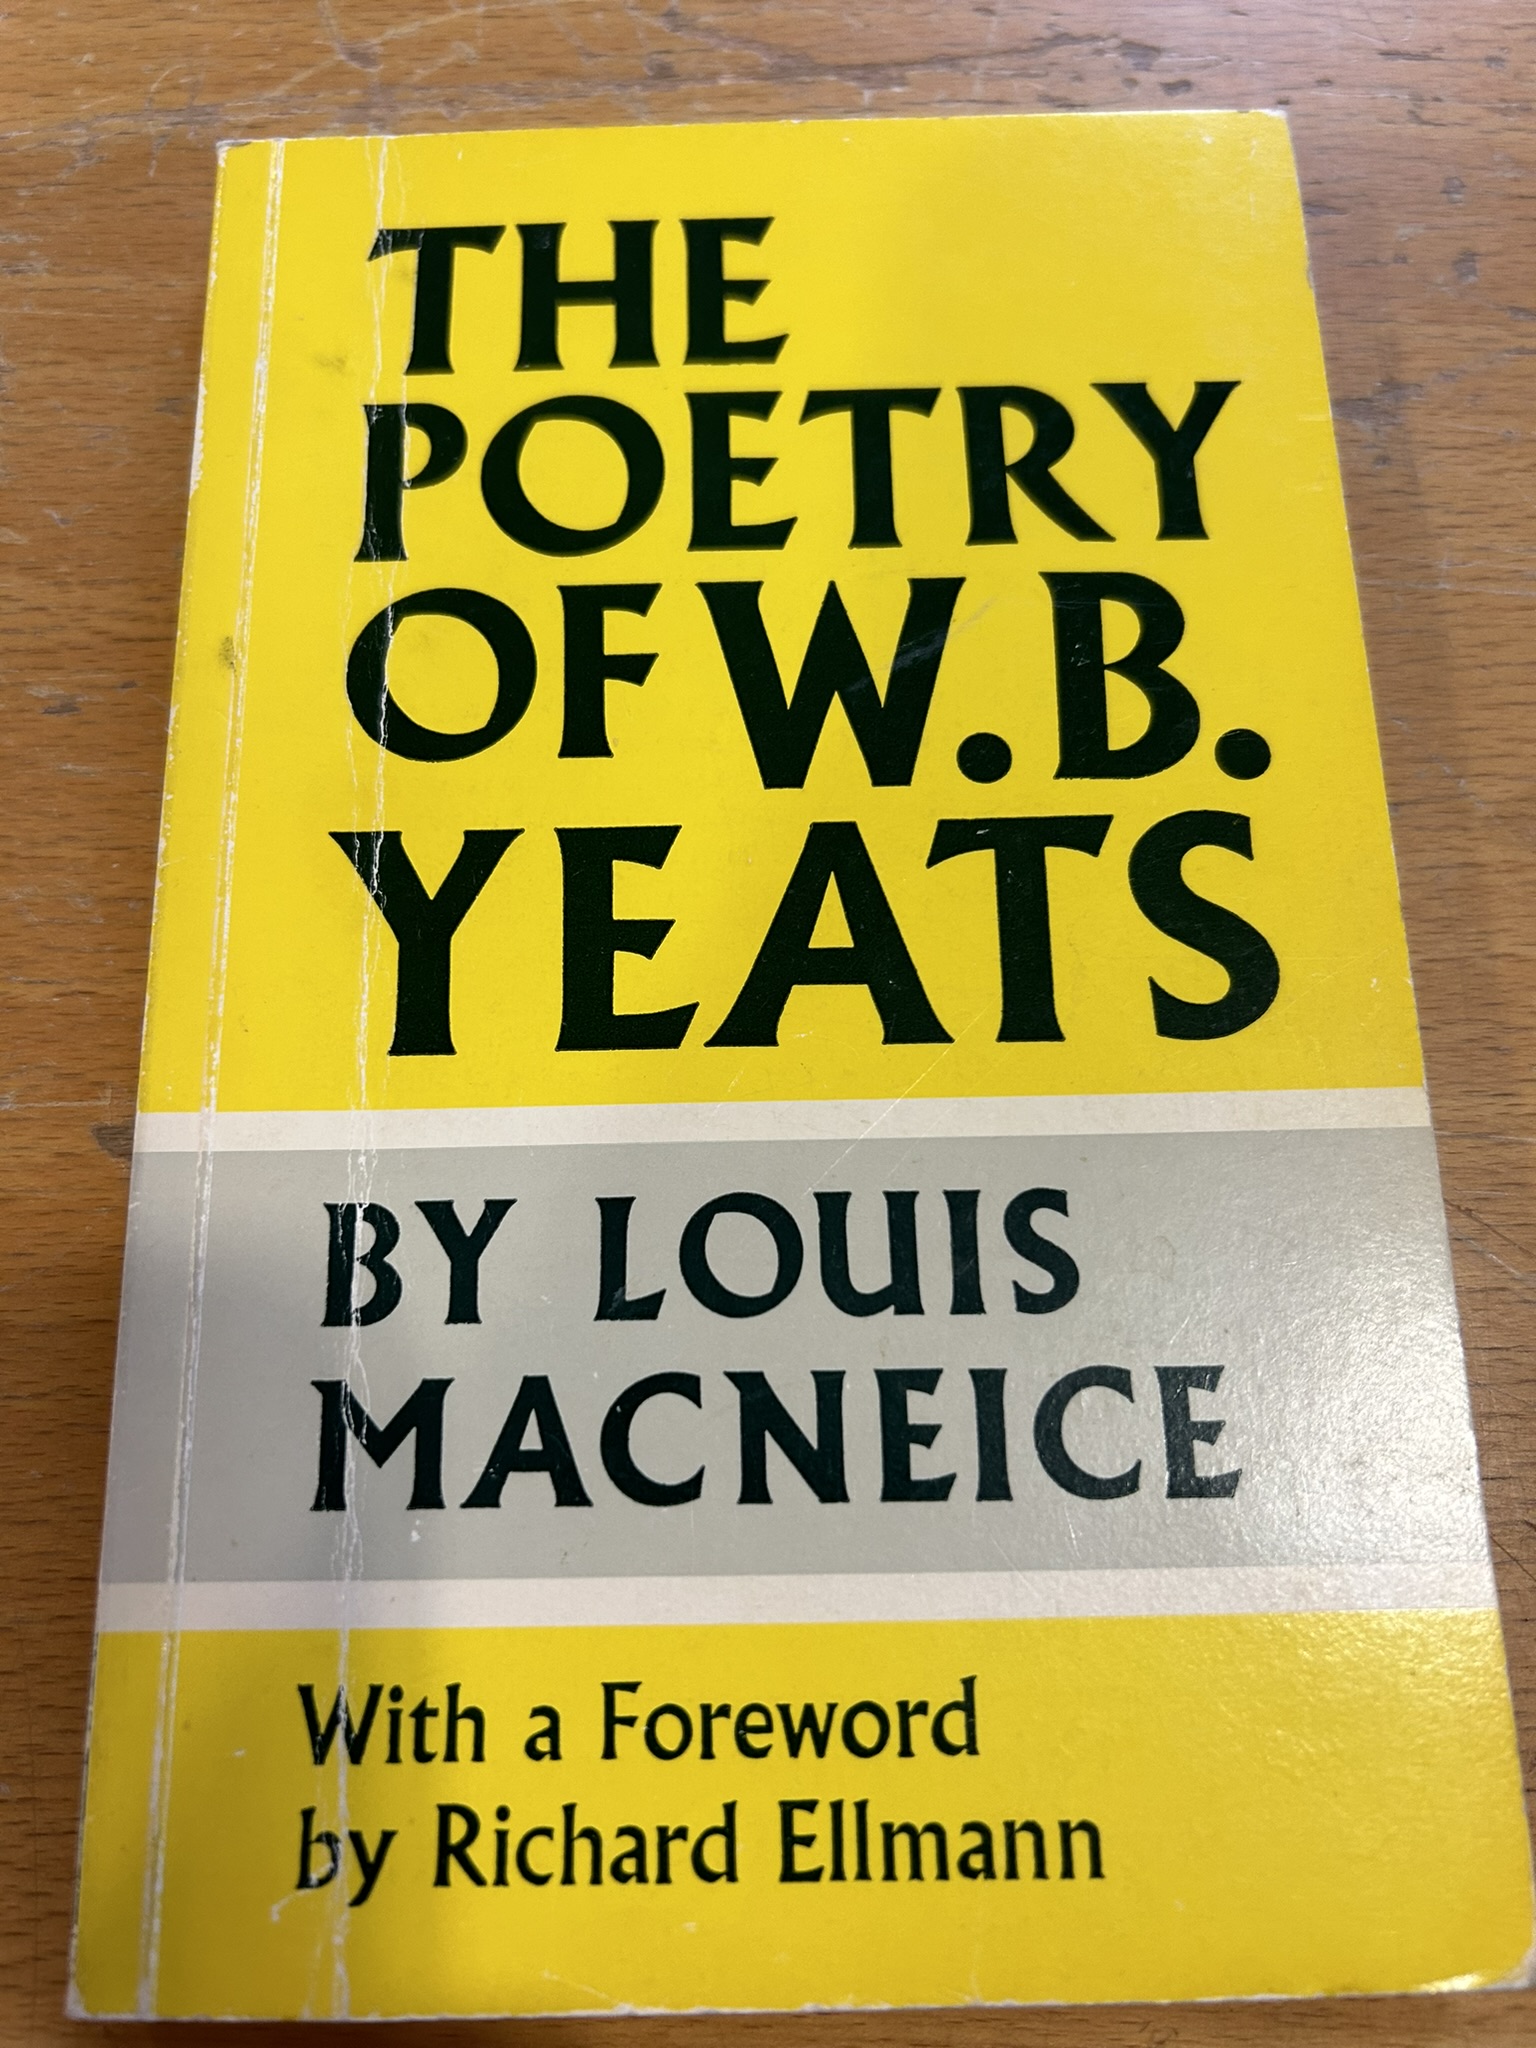 THE
POETRY
OF W.B.
YEATS
BY LOUIS
MACNEICE
With a Foreword
by Richard Ellmann